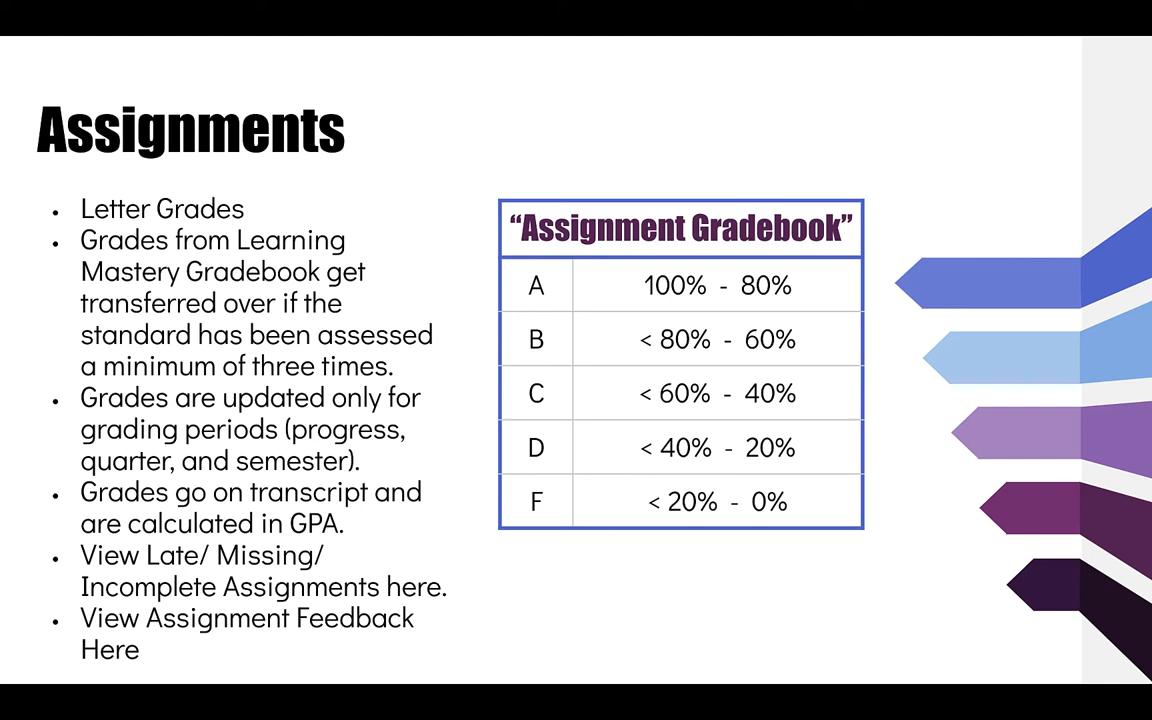 Assignments
• Letter Grades
• Grades from Learning
Mastery Gradebook get
transferred over if the
standard has been assessed
a minimum of three times.
• Grades are updated only for
grading periods (progress,
quarter, and semester).
• Grades go on transcript and
are calculated in GPA.
• View Late/ Missing/
Incomplete Assignments here.
• View Assignment Feedback
Here
“Assignment Gradebook”
A 100% - 80%
B < 80% - 60%
C < 60% - 40%
D < 40% - 20%
F < 20% - 0%